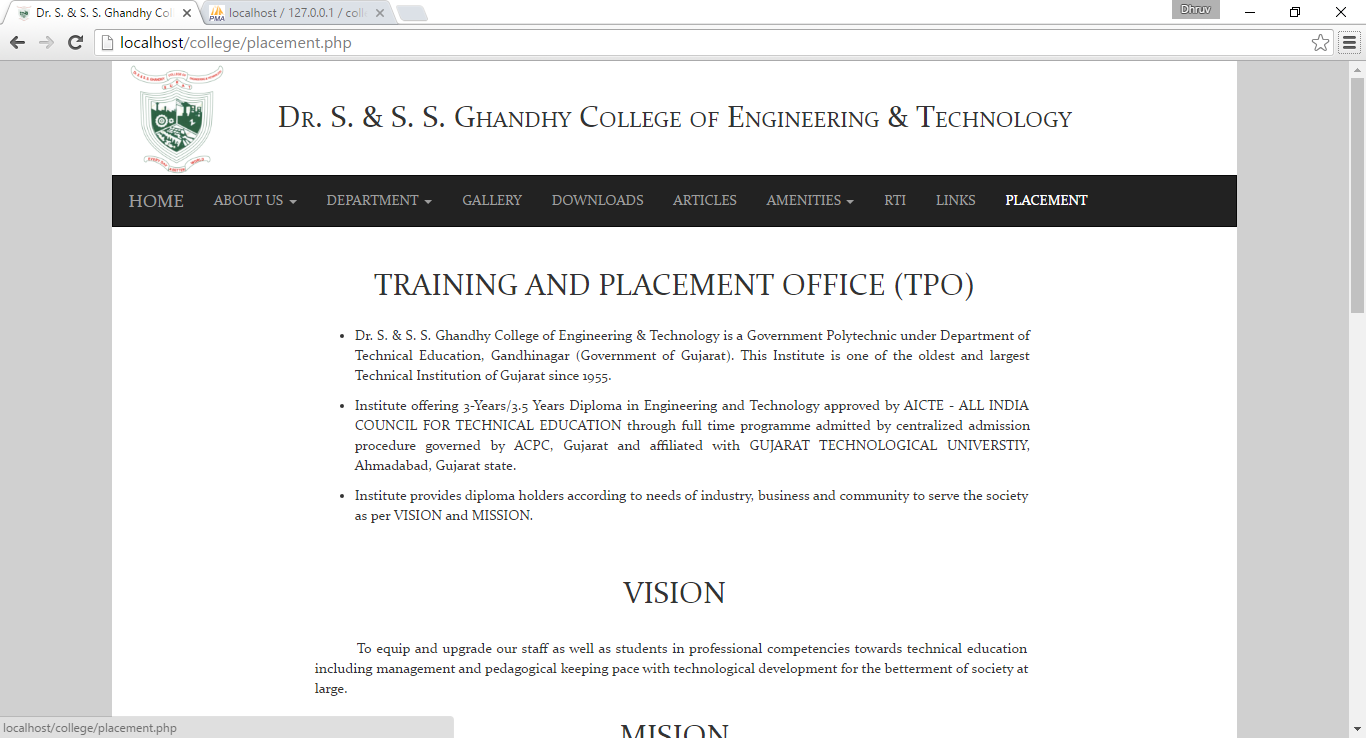 Dr. S. & S. S. Ghandhy Col
localhost / 127.0.0.1 / coll
Dhruv
localhost/college/placement.php
Dr. S. & S. S. Ghandhy College of Engineering & Technology
HOME ABOUT US DEPARTMENT GALLERY DOWNLOADS ARTICLES AMENITIES RTI LINKS PLACEMENT
TRAINING AND PLACEMENT OFFICE (TPO)
• Dr. S. & S. S. Ghandhy College of Engineering & Technology is a Government Polytechnic under Department of
Technical Education, Gandhinagar (Government of Gujarat). This Institute is one of the oldest and largest
Technical Institution of Gujarat since 1955.
• Institute offering 3-Years/3.5 Years Diploma in Engineering and Technology approved by AICTE - ALL INDIA
COUNCIL FOR TECHNICAL EDUCATION through full time programme admitted by centralized admission
procedure governed by ACPC, Gujarat and affiliated with GUJARAT TECHNOLOGICAL UNIVERSTIY,
Ahmadabad, Gujarat state.
• Institute provides diploma holders according to needs of industry, business and community to serve the society
as per VISION and MISSION.
VISION
To equip and upgrade our staff as well as students in professional competencies towards technical education
including management and pedagogical keeping pace with technological development for the betterment of society at
large.
MISION
localhost/college/placement.php